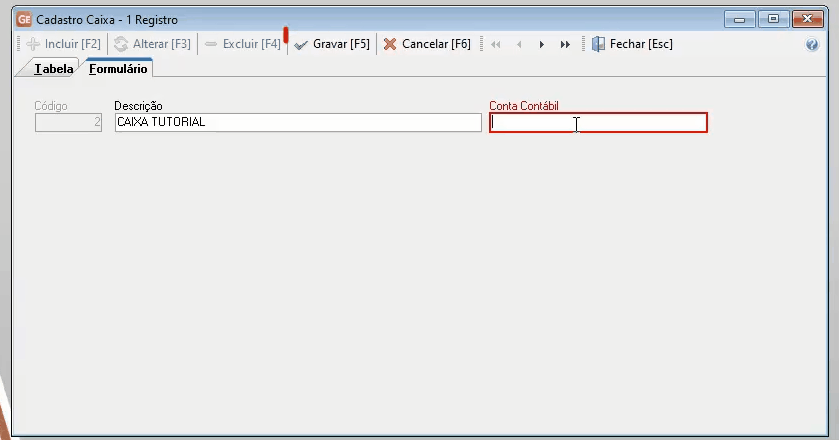 GE Cadastro Caixa - 1 Registro
Incluir [F2] Alterar [F3] Excluir [F4] Gravar [F5] Cancelar [F6] Fechar [Esc]
Tabela Formulário
Código Descrição Conta Contábil
2 CAIXA TUTORIAL